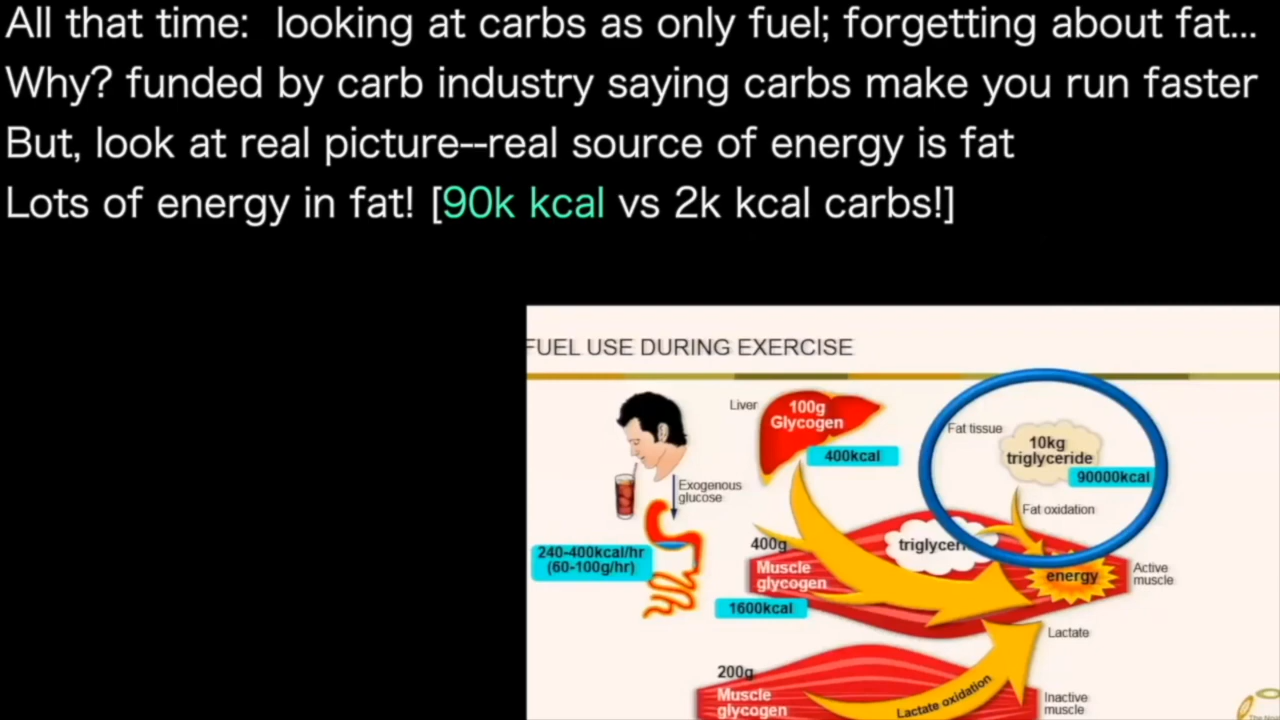 All that time: looking at carbs as only fuel; forgetting about fat...
Why? funded by carb industry saying carbs make you run faster
But, look at real picture--real source of energy is fat
Lots of energy in fat! [90k kcal vs 2k kcal carbs!]
FUEL USE DURING EXERCISE
Liver
100g
Glycogen
400kcal
Fat tissue
10kg
triglyceride
90000kcal
Exogenous
glucose
Fat oxidation
240-400kcal/hr
(60-100g/hr)
400g
Muscle
glycogen
1600kcal
energy
Active
muscle
Lactate
200g
Muscle
glycogen
Lactate oxidation
Inactive
muscle